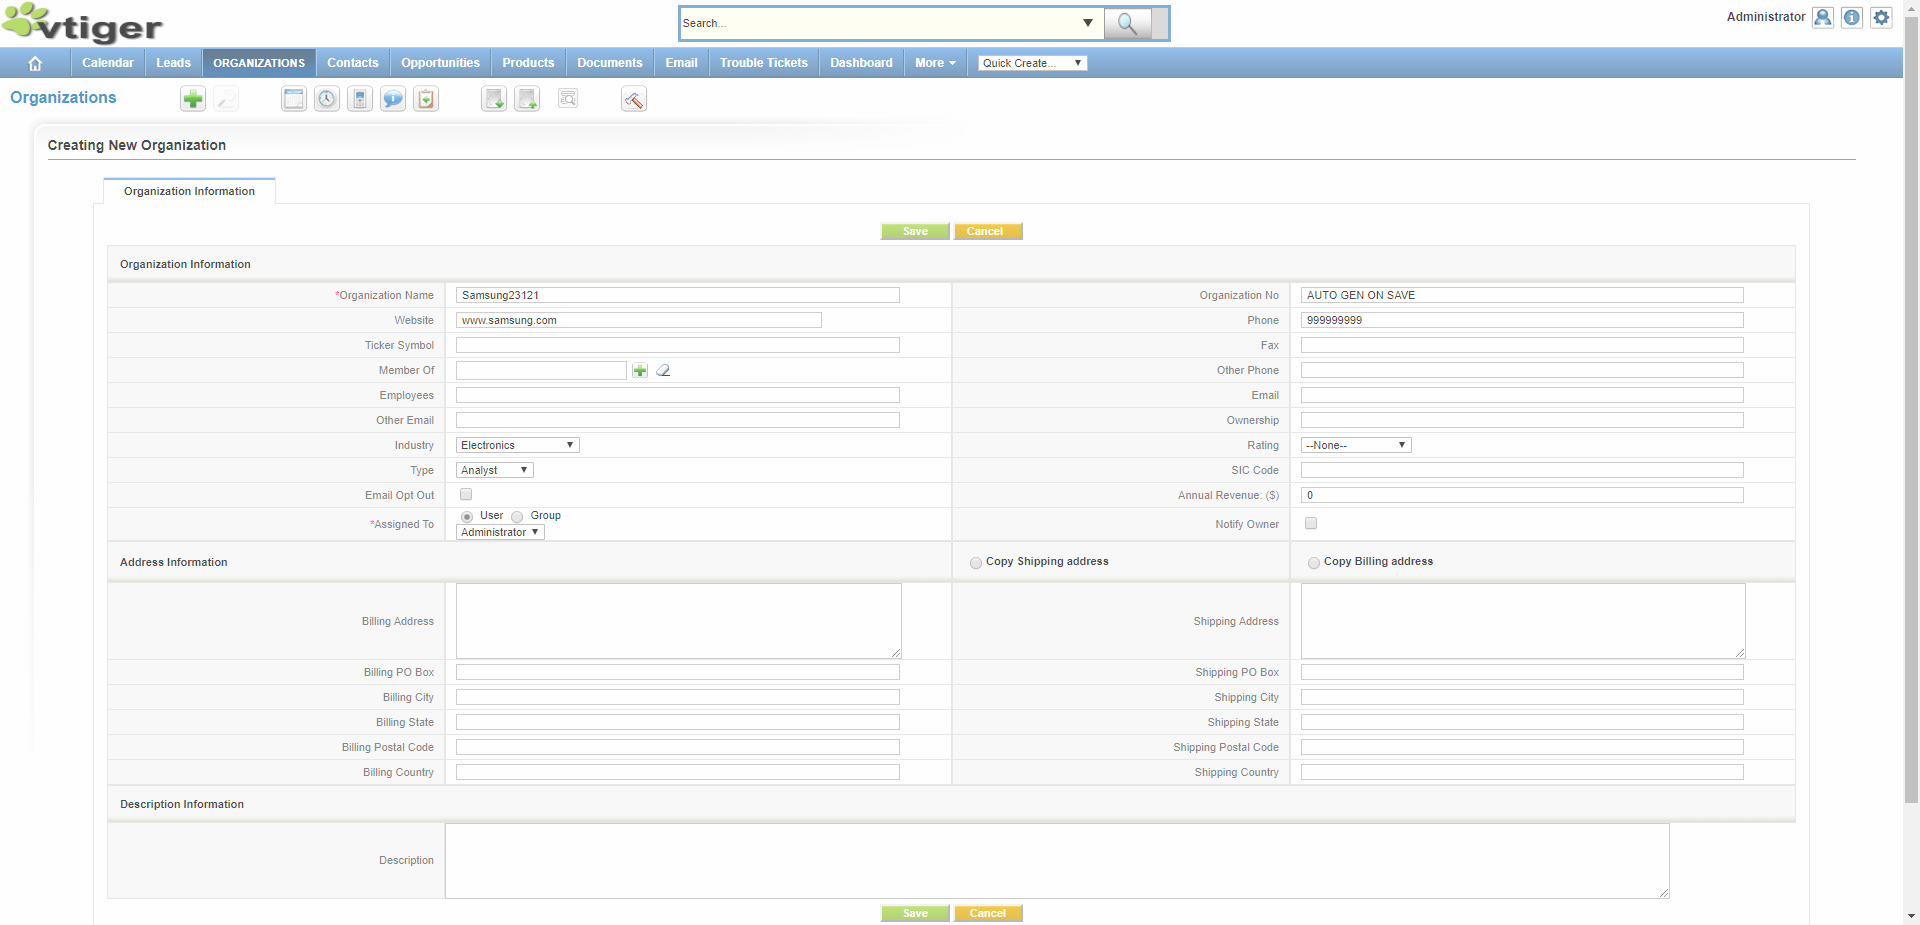 vtiger
Search...
Administrator
Calendar
Leads
ORGANIZATIONS
Contacts
Opportunities
Products
Documents
Email
Trouble Tickets
Dashboard
More
Quick Create...
Organizations
Creating New Organization
Organization Information
Save
Cancel
Organization Information
*Organization Name
Samsung23121
Organization No
AUTO GEN ON SAVE
Website
www.samsung.com
Phone
999999999
Ticker Symbol
Fax
Member Of
Other Phone
Employees
Email
Other Email
Ownership
Industry
Electronics
Rating
--None--
Type
Analyst
SIC Code
Email Opt Out
Annual Revenue: ($)
0
*Assigned To
User
Group
Administrator
Notify Owner
Address Information
Copy Shipping address
Copy Billing address
Billing Address
Shipping Address
Billing PO Box
Shipping PO Box
Billing City
Shipping City
Billing State
Shipping State
Billing Postal Code
Shipping Postal Code
Billing Country
Shipping Country
Description Information
Description
Save
Cancel